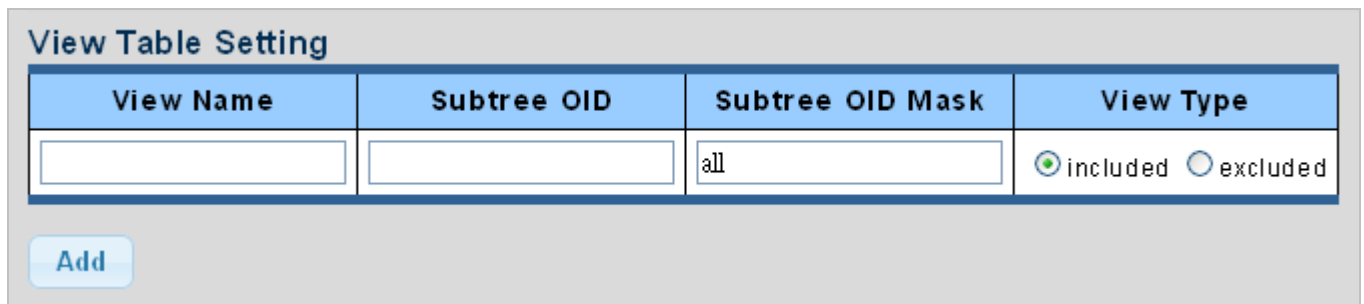 View Table Setting
View Name Subtree OID Subtree OID Mask View Type
all included excluded
Add